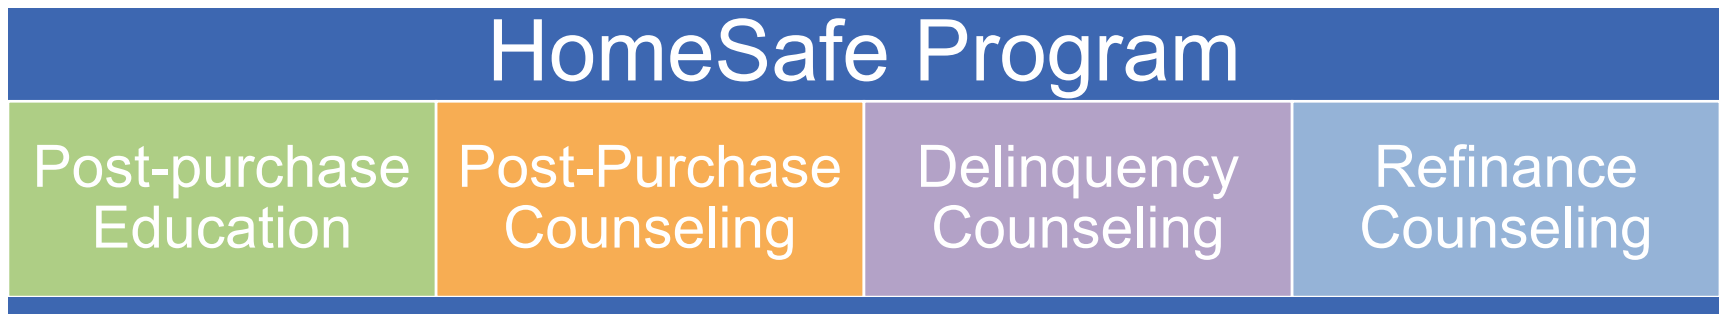 HomeSafe Program
Post-purchase
Education
Post-Purchase
Counseling
Delinquency
Counseling
Refinance
Counseling